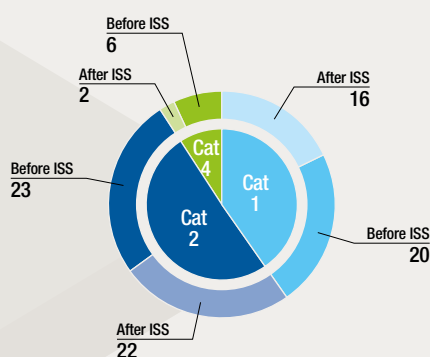 Before ISS
6
After ISS
2
After ISS
16
Before ISS
23
Cat
4
Cat
1
Cat
2
Before ISS
20
After ISS
22